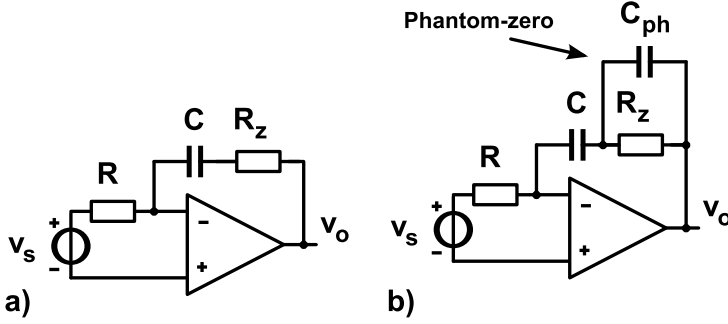 Phantom-zero
C_ph
C
R_z
R
+
v_s
-
-
+
v_o
b)
C
R_z
R
+
v_s
-
-
+
v_o
a)